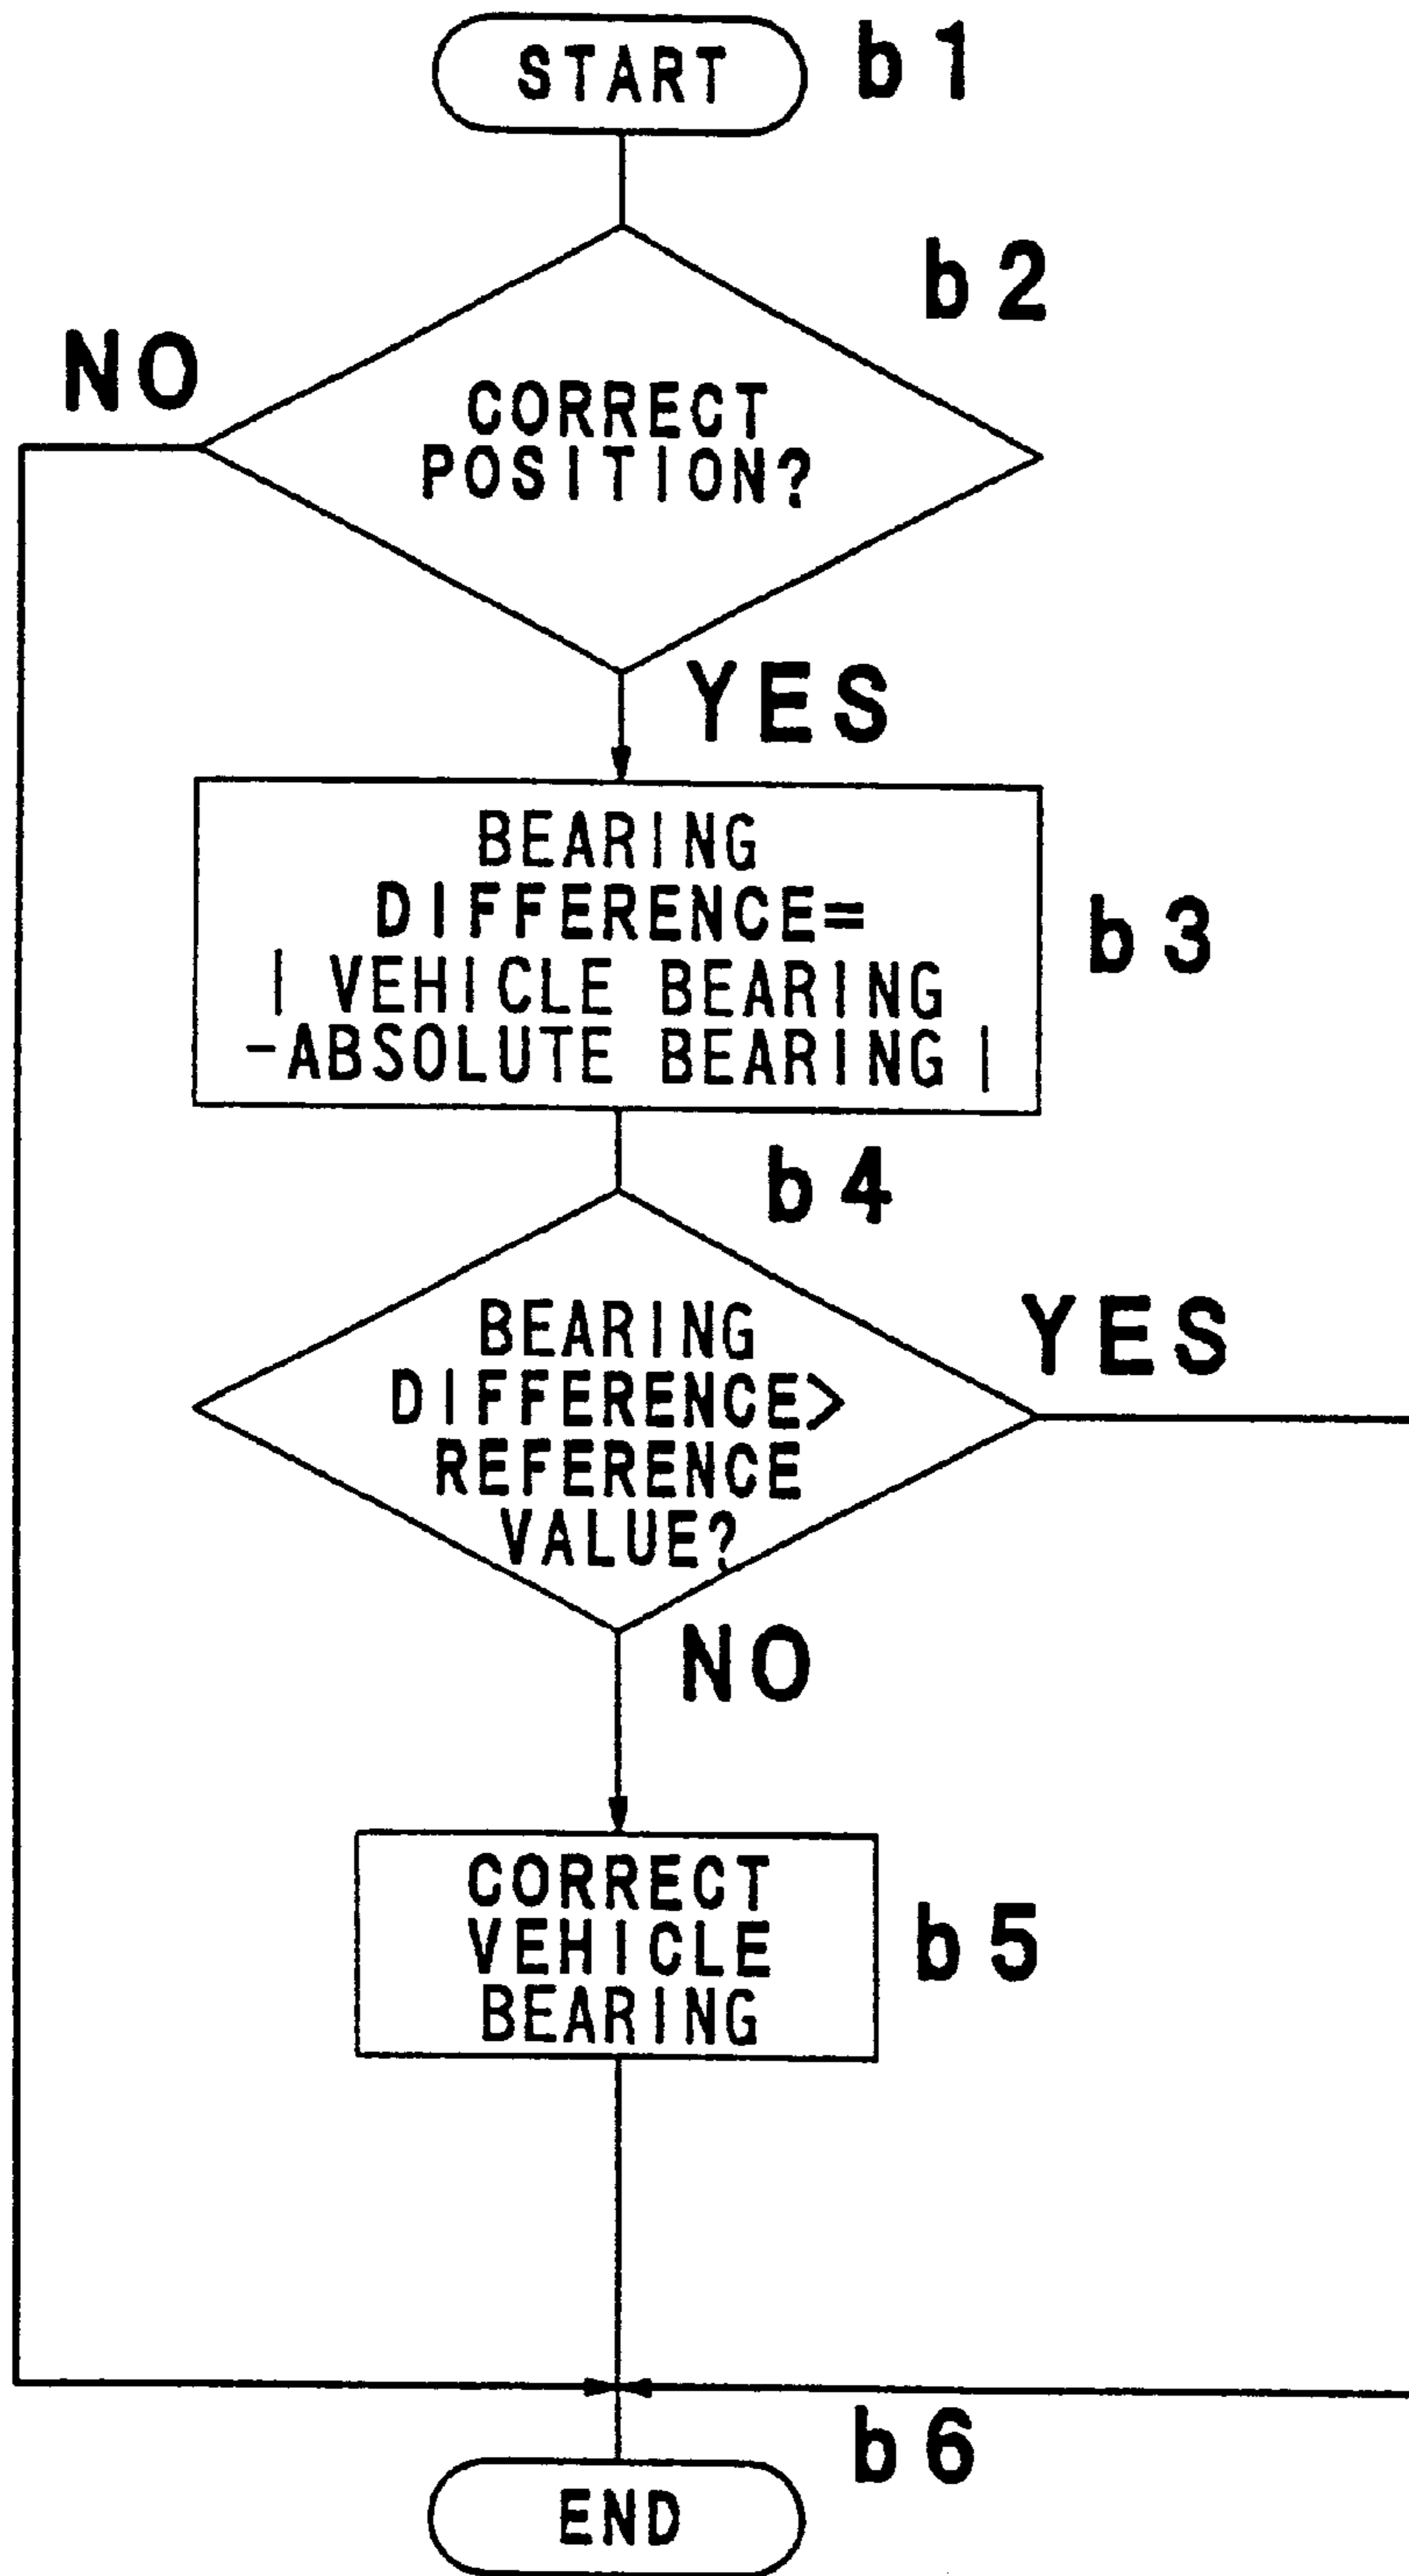 START
b1
b2
NO
CORRECT
POSITION?
YES
BEARING
DIFFERENCE=
| VEHICLE BEARING
-ABSOLUTE BEARING |
b3
b4
BEARING
DIFFERENCE>
REFERENCE
VALUE?
YES
NO
CORRECT
VEHICLE
BEARING
b5
b6
END